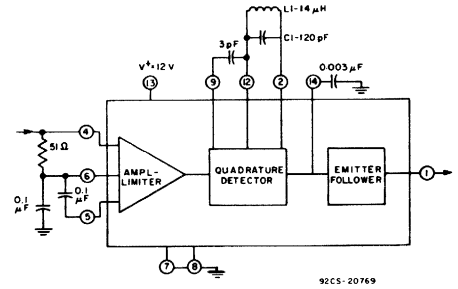 L1-14 μH
C1-120 pF
3 pF
V+=12 V
0.003 μF
13
9
12
2
14
4
51 Ω
6
AMPL-
LIMITER
QUADRATURE
DETECTOR
EMITTER
FOLLOWER
1
0.1
μF
0.1
μF
5
7
8
92CS-20769